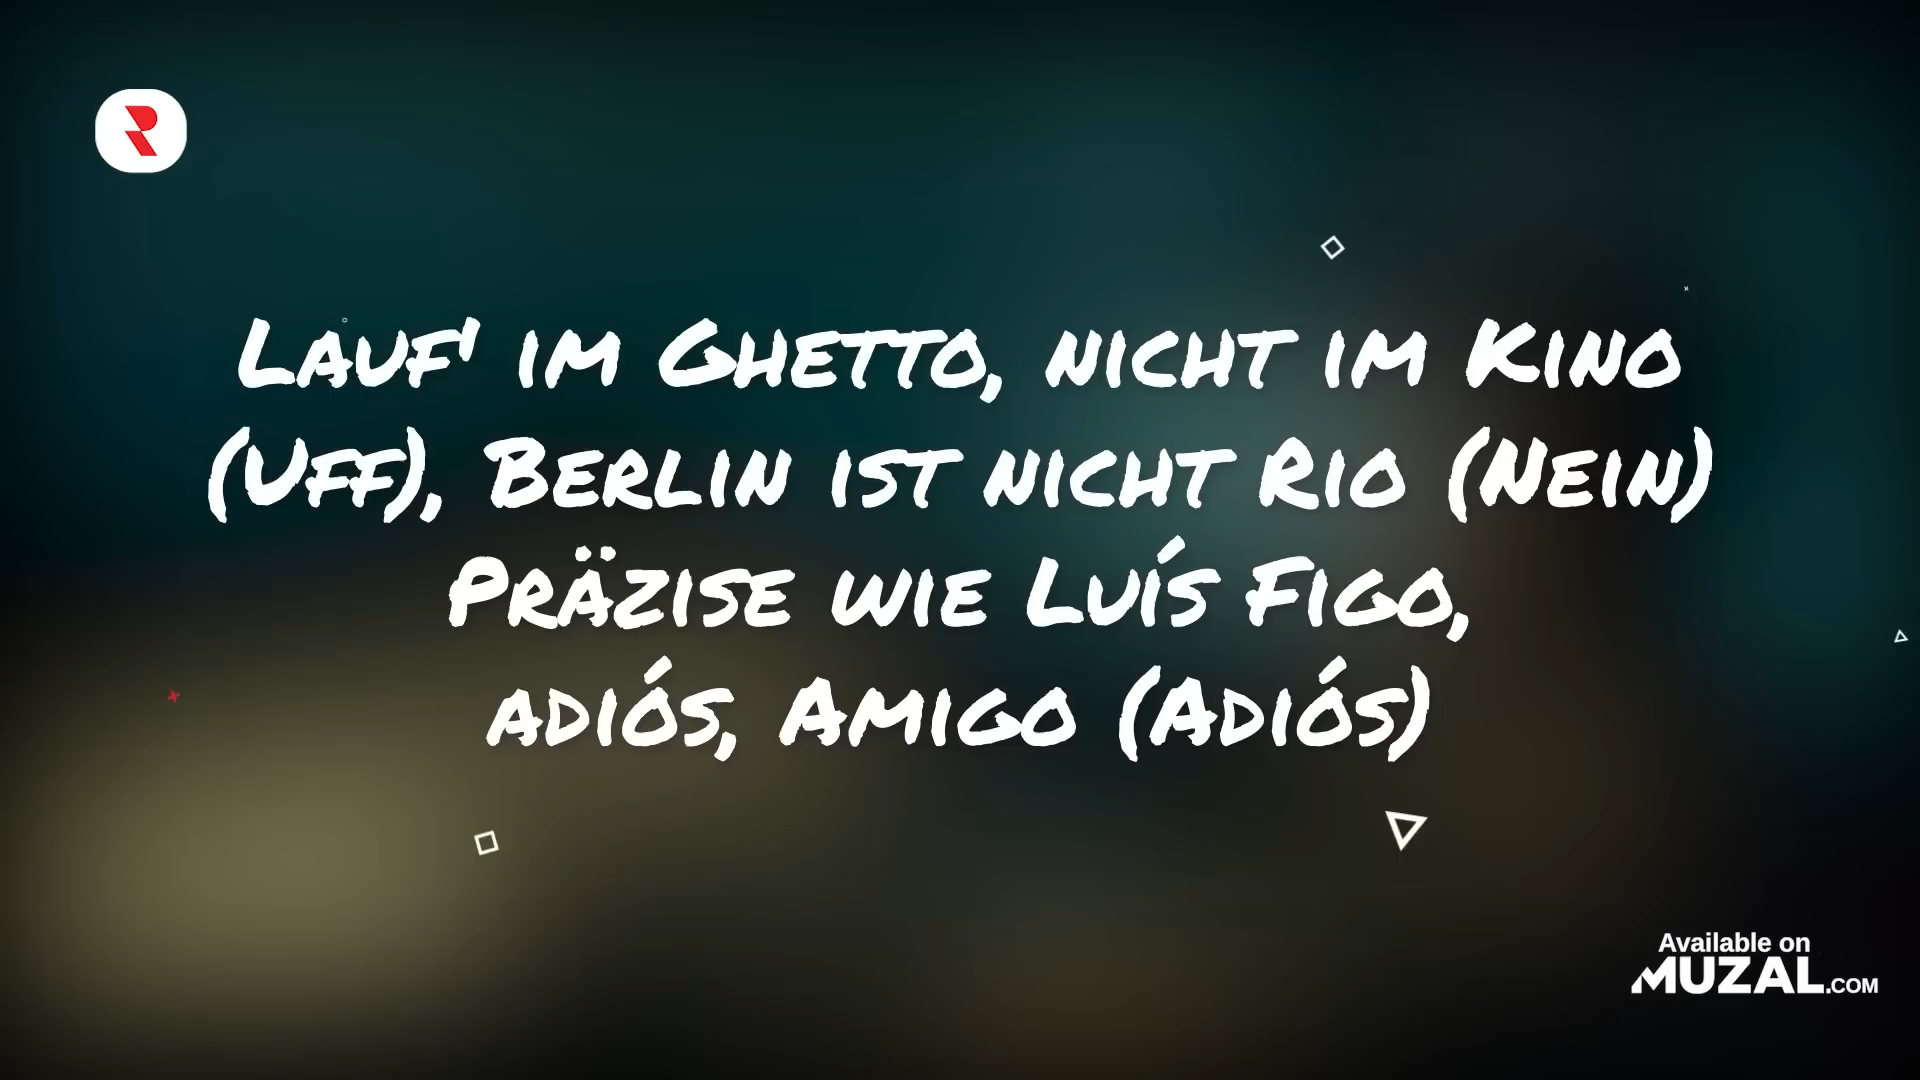 Lauf' im Ghetto, nicht im Kino
(Uff), Berlin ist nicht Rio (Nein)
Präzise wie Luís Figo,
adiós, Amigo (Adiós)
Available on
MUZAL.COM